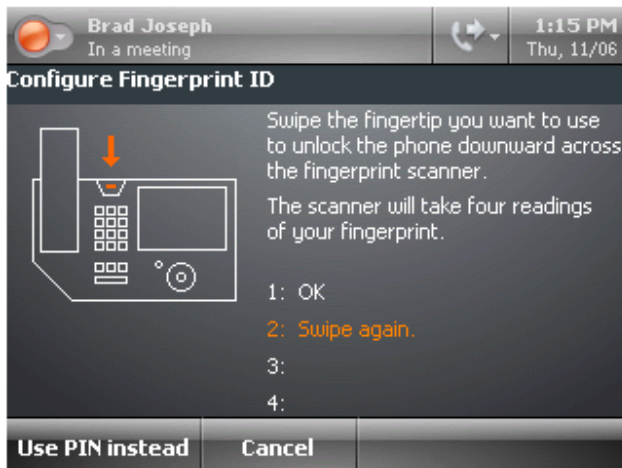 Brad Joseph
In a meeting
1:15 PM
Thu, 11/06
Configure Fingerprint ID
Swipe the fingertip you want to use
to unlock the phone downward across
the fingerprint scanner.
The scanner will take four readings
of your fingerprint.
1: OK
2: Swipe again.
3:
4:
Use PIN instead
Cancel